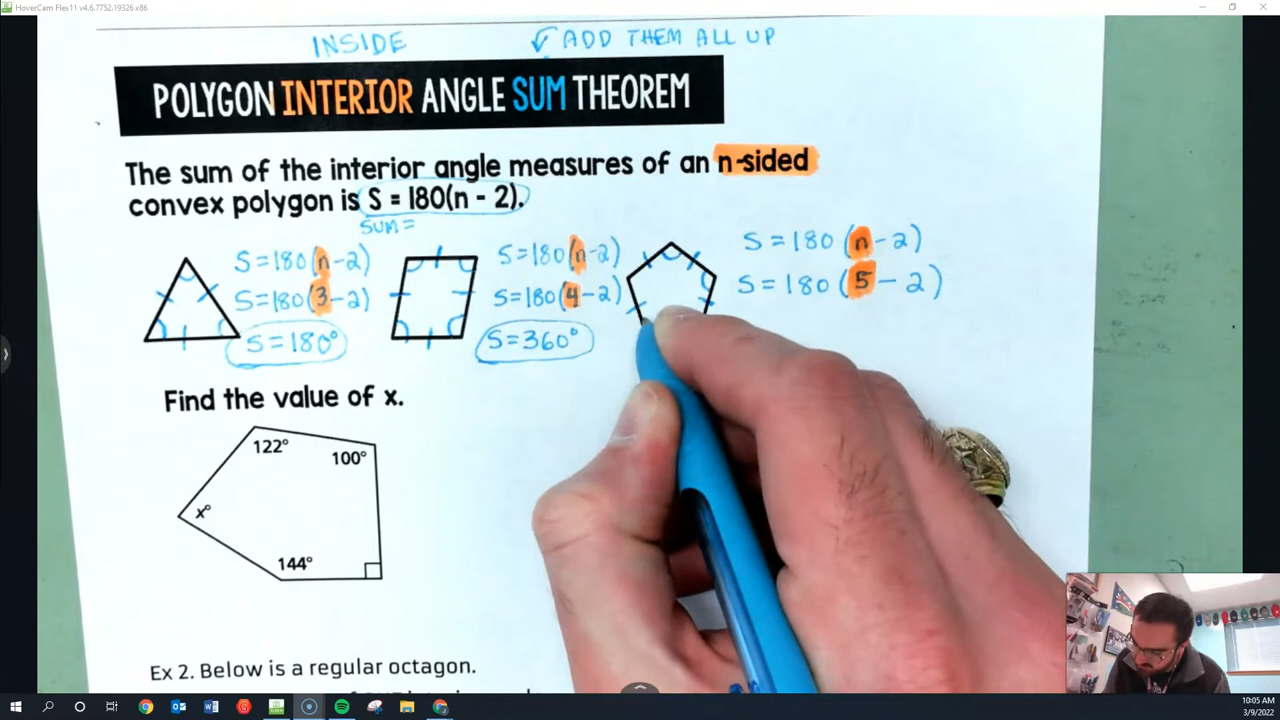 HoverCam Flex11 v4.6.7752.19326 x86
INSIDE
ADD THEM ALL UP
POLYGON INTERIOR ANGLE SUM THEOREM
The sum of the interior angle measures of an n-sided
convex polygon is S = 180(n - 2).
SUM=
S=180(n-2)
S=180(3-2)
S=180°
S=180(n-2)
S=180(4-2)
S=360°
S=180(n-2)
S=180(5-2)
Find the value of x.
122°
100°
x°
144°
Ex 2. Below is a regular octagon.
10:05 AM
3/9/2022